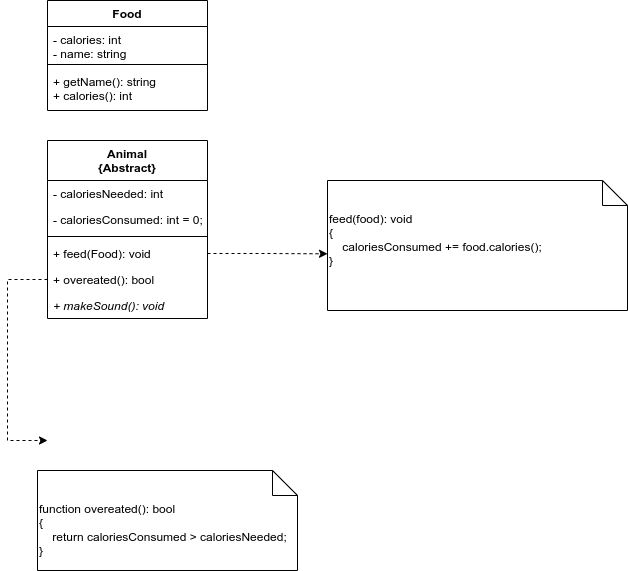 Food
- calories: int
- name: string
+ getName(): string
+ calories(): int
Animal
{Abstract}
- caloriesNeeded: int
- caloriesConsumed: int = 0;
+ feed(Food): void
+ overeated(): bool
+ makeSound(): void
feed(food): void
{
    caloriesConsumed += food.calories();
}
function overeated(): bool
{
    return caloriesConsumed > caloriesNeeded;
}